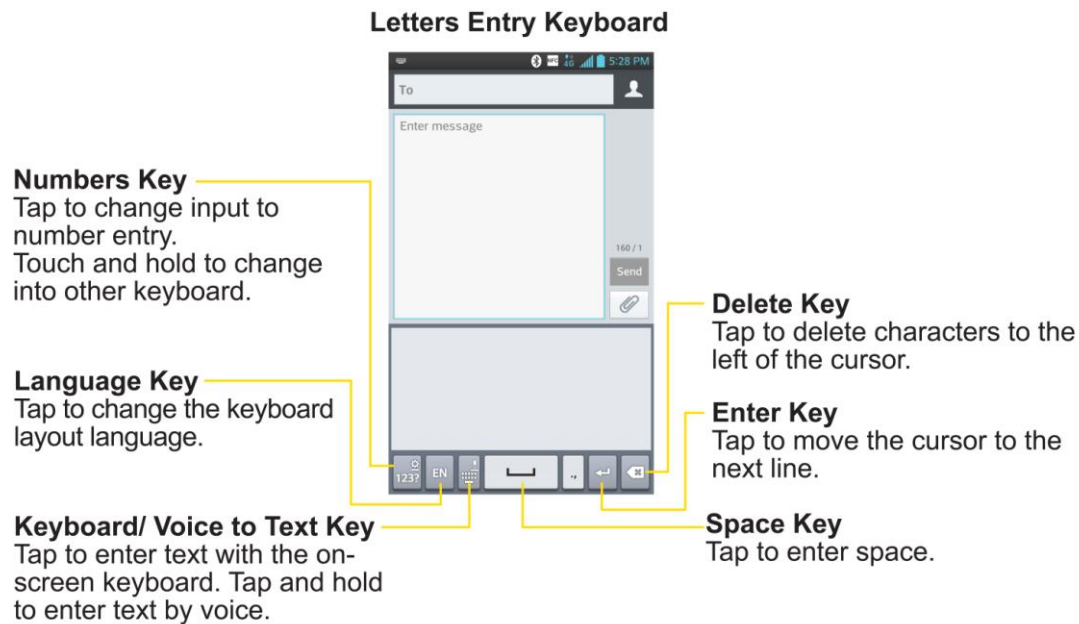 Letters Entry Keyboard
NFC
4G
5:28 PM
To
Enter message
160 / 1
Send
Numbers Key
Tap to change input to
number entry.
Touch and hold to change
into other keyboard.
Language Key
Tap to change the keyboard
layout language.
Keyboard/ Voice to Text Key
Tap to enter text with the on-
screen keyboard. Tap and hold
to enter text by voice.
123?
EN
.,
Delete Key
Tap to delete characters to the
left of the cursor.
Enter Key
Tap to move the cursor to the
next line.
Space Key
Tap to enter space.